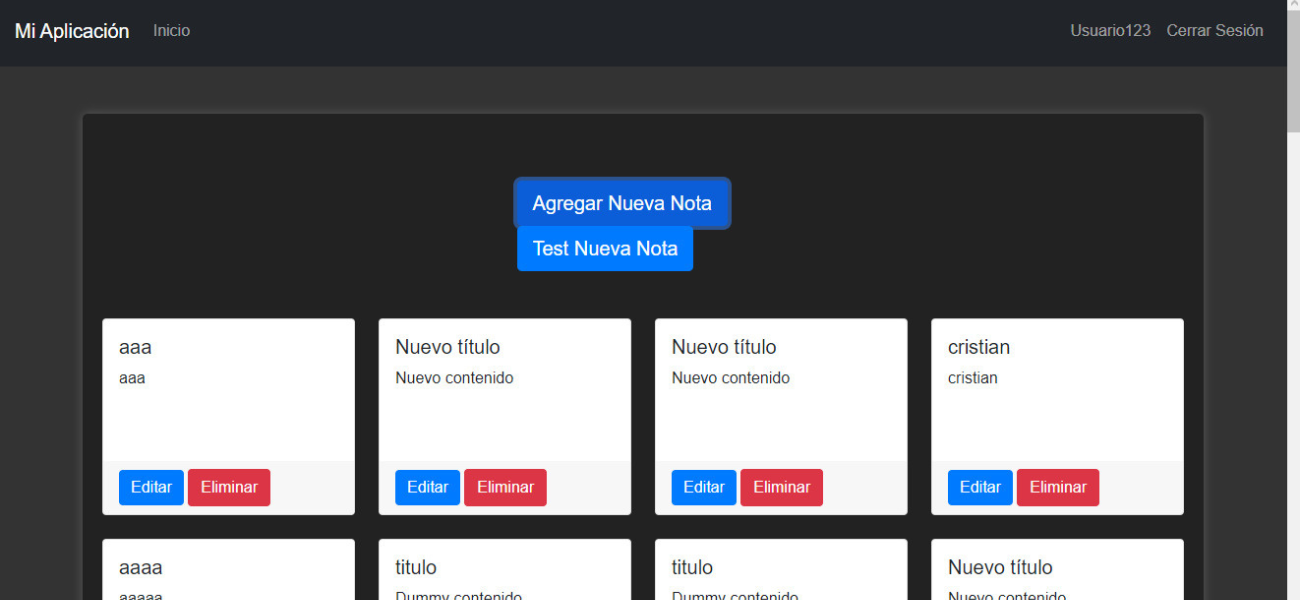 Mi Aplicación Inicio Usuario123 Cerrar Sesión
Agregar Nueva Nota
Test Nueva Nota
aaa
aaa
Editar Eliminar
Nuevo título
Nuevo contenido
Editar Eliminar
Nuevo título
Nuevo contenido
Editar Eliminar
cristian
cristian
Editar Eliminar
aaaa
aaaaa
titulo
Dummy contenido
titulo
Dummy contenido
Nuevo título
Nuevo contenido